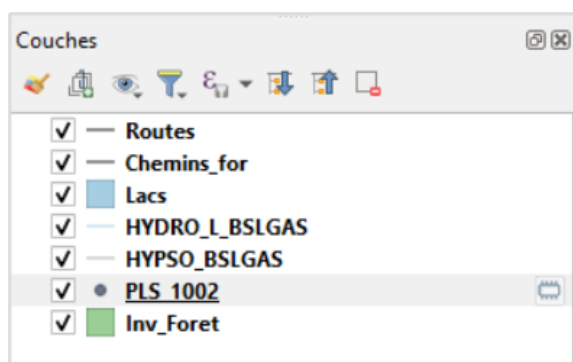 Couches
Routes
Chemins_for
Lacs
HYDRO_L_BSLGAS
HYPSO_BSLGAS
PLS_1002
Inv_Foret